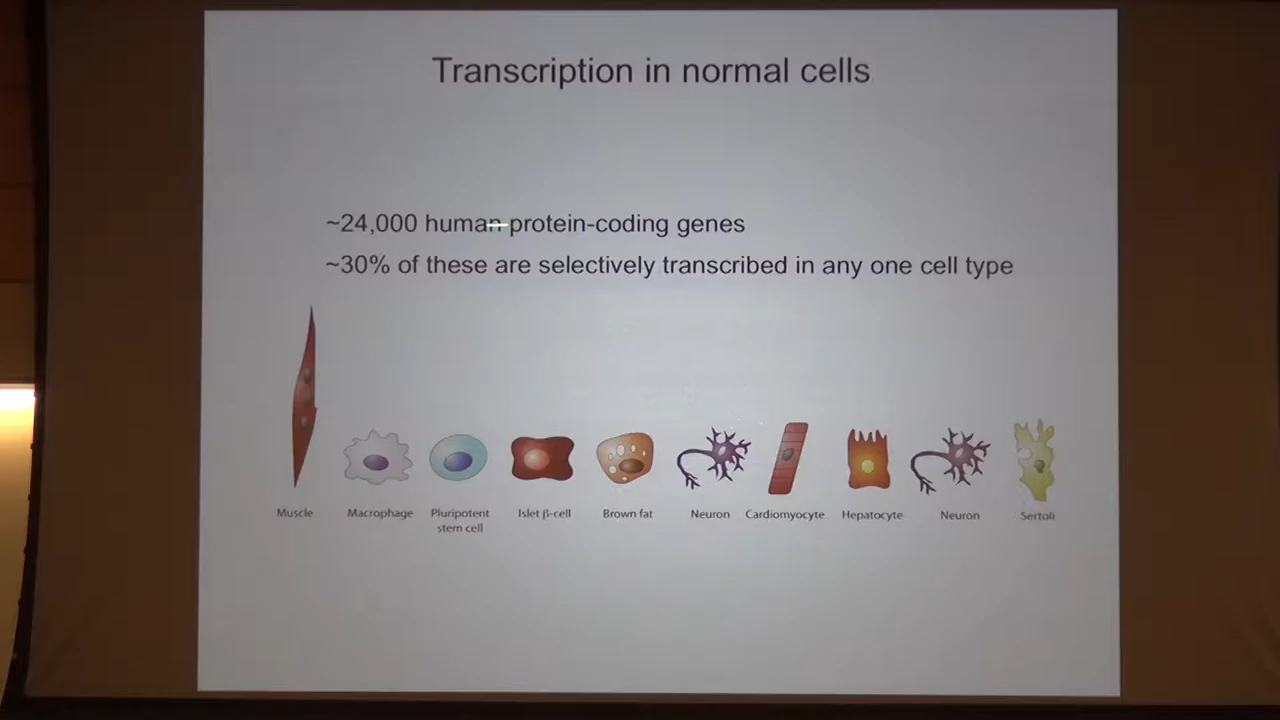 Transcription in normal cells
~24,000 human protein-coding genes
~30% of these are selectively transcribed in any one cell type
Muscle
Macrophage
Pluripotent
stem cell
Islet β-cell
Brown fat
Neuron
Cardiomyocyte
Hepatocyte
Neuron
Sertoli